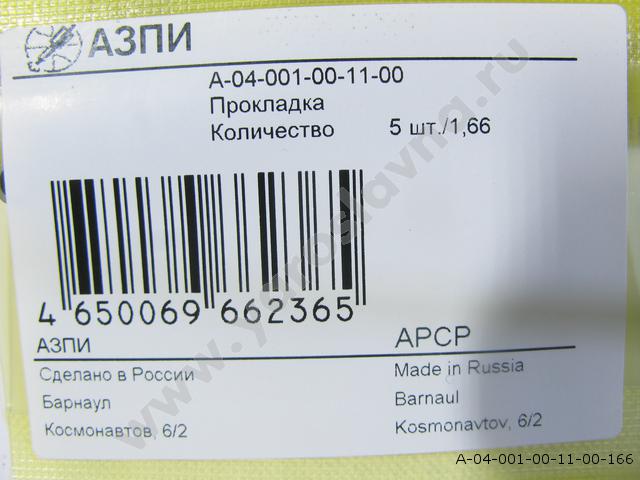 АЗПИ
А-04-001-00-11-00
Прокладка
Количество 5 шт./1,66
4 650069 662365
АЗПИ APCP
Сделано в России Made in Russia
Барнаул Barnaul
Космонавтов, 6/2 Kosmonavtov, 6/2
www.yaroslavna.ru
A-04-001-00-11-00-166